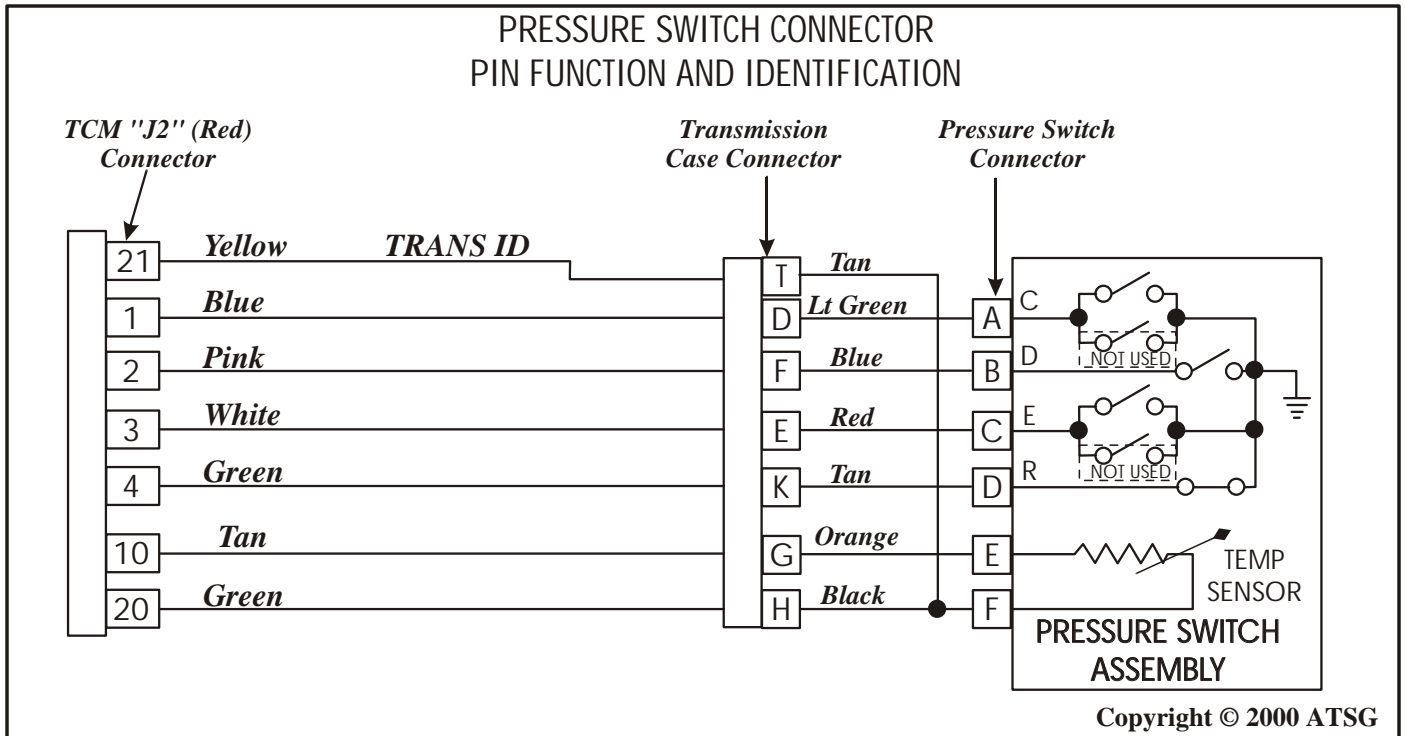 PRESSURE SWITCH CONNECTOR
PIN FUNCTION AND IDENTIFICATION
TCM "J2" (Red)
Connector
Transmission
Case Connector
Pressure Switch
Connector
21 Yellow TRANS ID T Tan
1 Blue D Lt Green A C
NOT USED
2 Pink F Blue B D
3 White E Red C E
NOT USED
4 Green K Tan D R
10 Tan G Orange E
TEMP
SENSOR
20 Green H Black F
PRESSURE SWITCH
ASSEMBLY
Copyright © 2000 ATSG